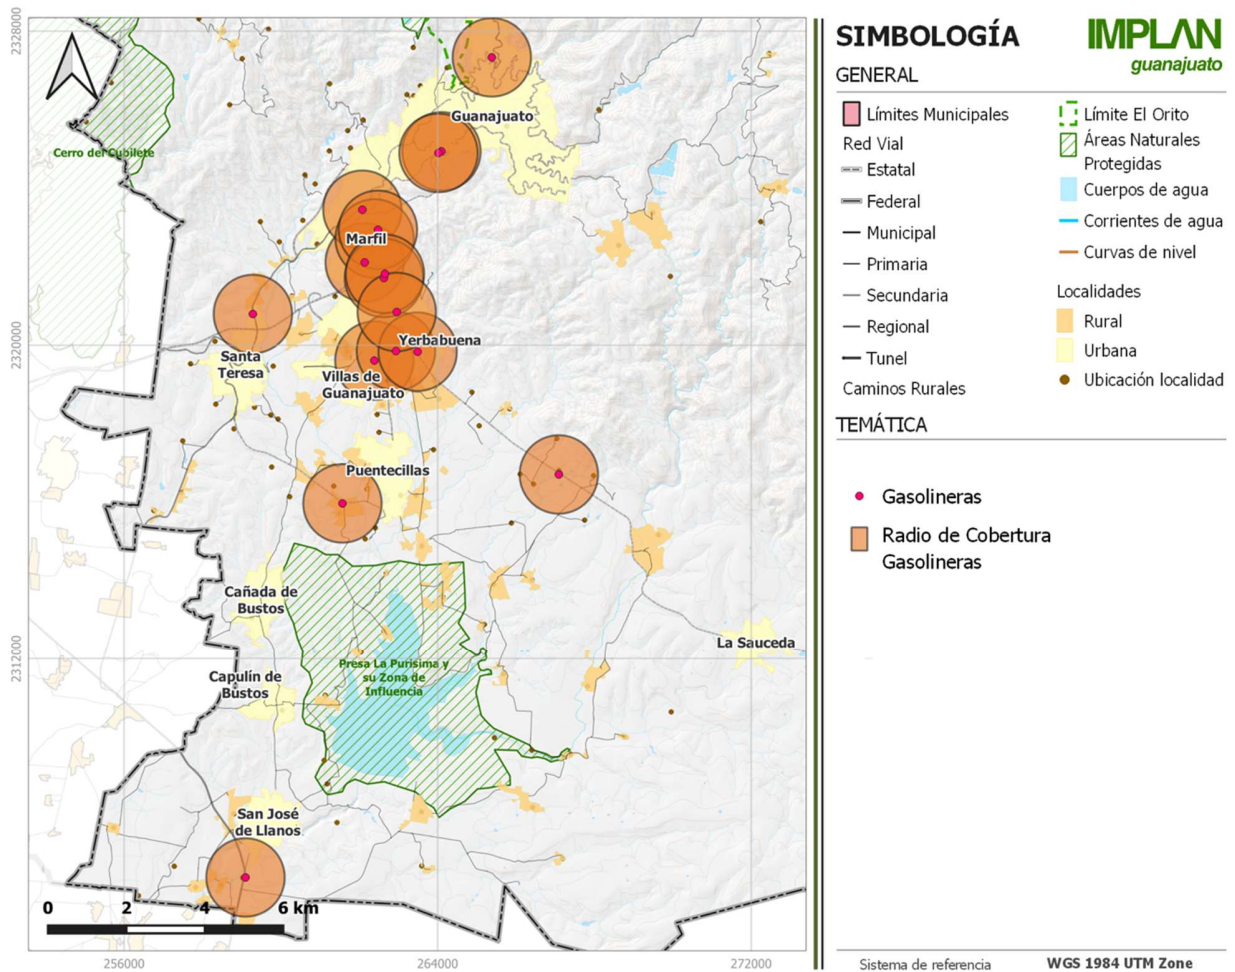 2328000
2320000
2312000
Guanajuato
Cerro del Cubilete
Marfil
Yerbabuena
Santa
Teresa
Villas de
Guanajuato
Puentecillas
Cañada de
Bustos
La Sauceda
Presa La Purisima y
su Zona de
Influencia
Capulín de
Bustos
San José
de Llanos
0 2 4 6 km
256000 264000 272000
SIMBOLOGÍA
IMPLAN
guanajuato
GENERAL
Límites Municipales
Red Vial
Estatal
Federal
Municipal
Primaria
Secundaria
Regional
Tunel
Caminos Rurales
Límite El Orito
Áreas Naturales
Protegidas
Cuerpos de agua
Corrientes de agua
Curvas de nivel
Localidades
Rural
Urbana
Ubicación localidad
TEMÁTICA
Gasolineras
Radio de Cobertura
Gasolineras
Sistema de referencia WGS 1984 UTM Zone